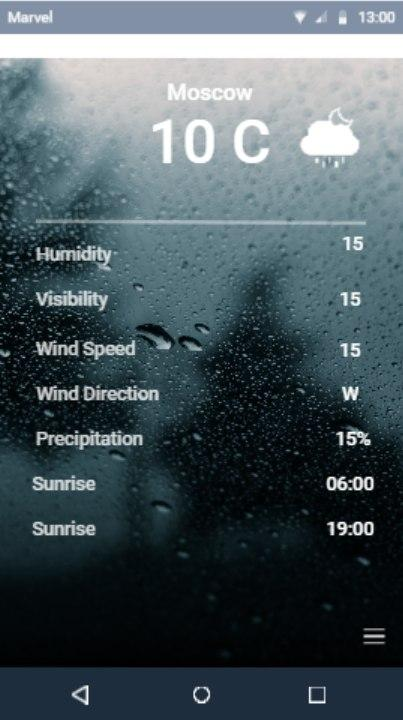 Marvel 13:00
Moscow
10 C
Humidity 15
Visibility 15
Wind Speed 15
Wind Direction W
Precipitation 15%
Sunrise 06:00
Sunrise 19:00